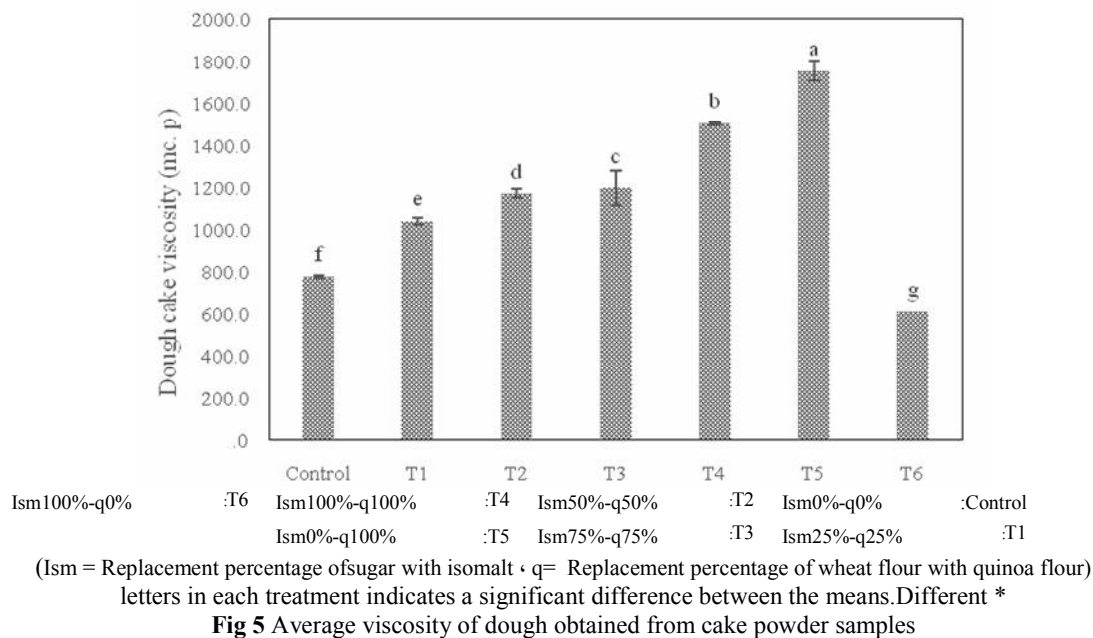 2000.0
1800.0
1600.0
1400.0
1200.0
1000.0
800.0
600.0
400.0
200.0
.0
Dough cake viscosity (mc. p)
f
e
d
c
b
a
g
Control T1 T2 T3 T4 T5 T6
Ism100%-q0% :T6 Ism100%-q100% :T4 Ism50%-q50% :T2 Ism0%-q0% :Control
Ism0%-q100% :T5 Ism75%-q75% :T3 Ism25%-q25% :T1
(Ism = Replacement percentage ofsugar with isomalt ، q= Replacement percentage of wheat flour with quinoa flour)
letters in each treatment indicates a significant difference between the means.Different *
Fig 5 Average viscosity of dough obtained from cake powder samples